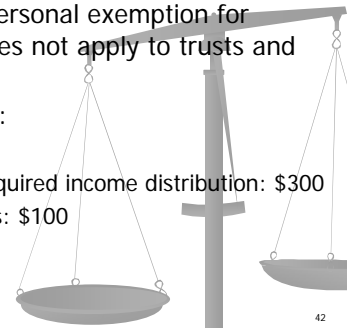 ersonal exemption for
es not apply to trusts and
:
quired income distribution: $300
s: $100
42